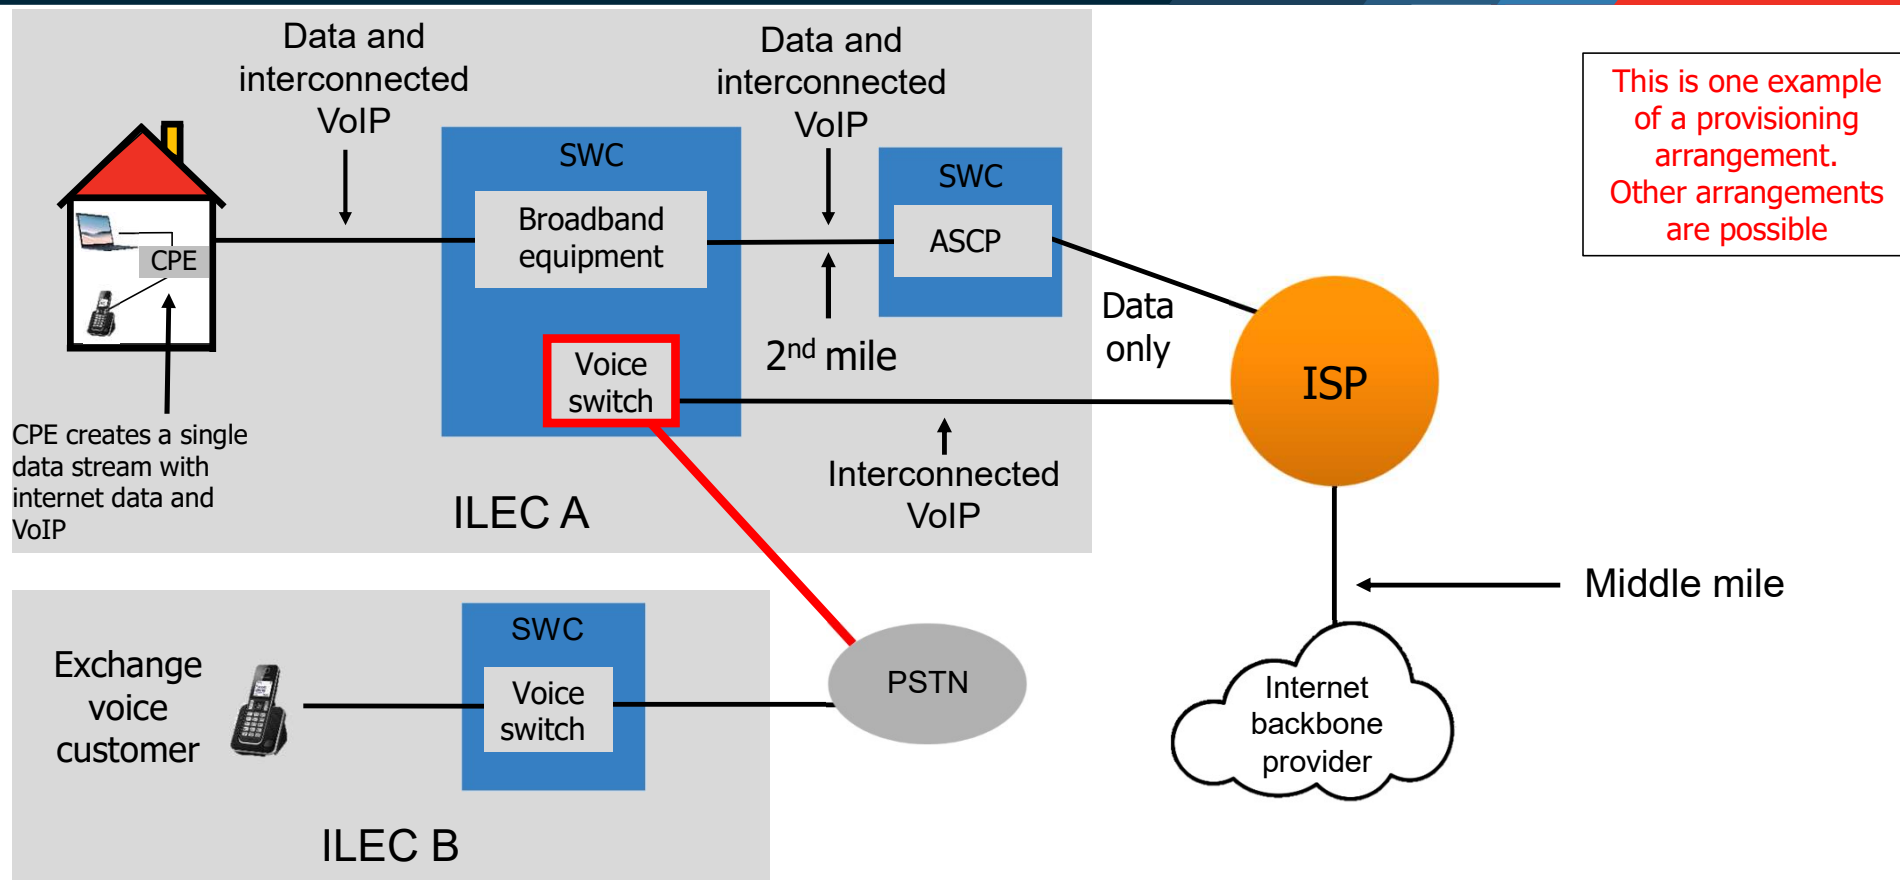 Data and
interconnected
VoIP
Data and
interconnected
VoIP
This is one example
of a provisioning
arrangement.
Other arrangements
are possible
SWC
Broadband
equipment
SWC
ASCP
CPE
2nd mile
Data
only
ISP
Voice
switch
CPE creates a single
data stream with
internet data and
VoIP
Interconnected
VoIP
ILEC A
Middle mile
Exchange
voice
customer
SWC
Voice
switch
PSTN
Internet
backbone
provider
ILEC B